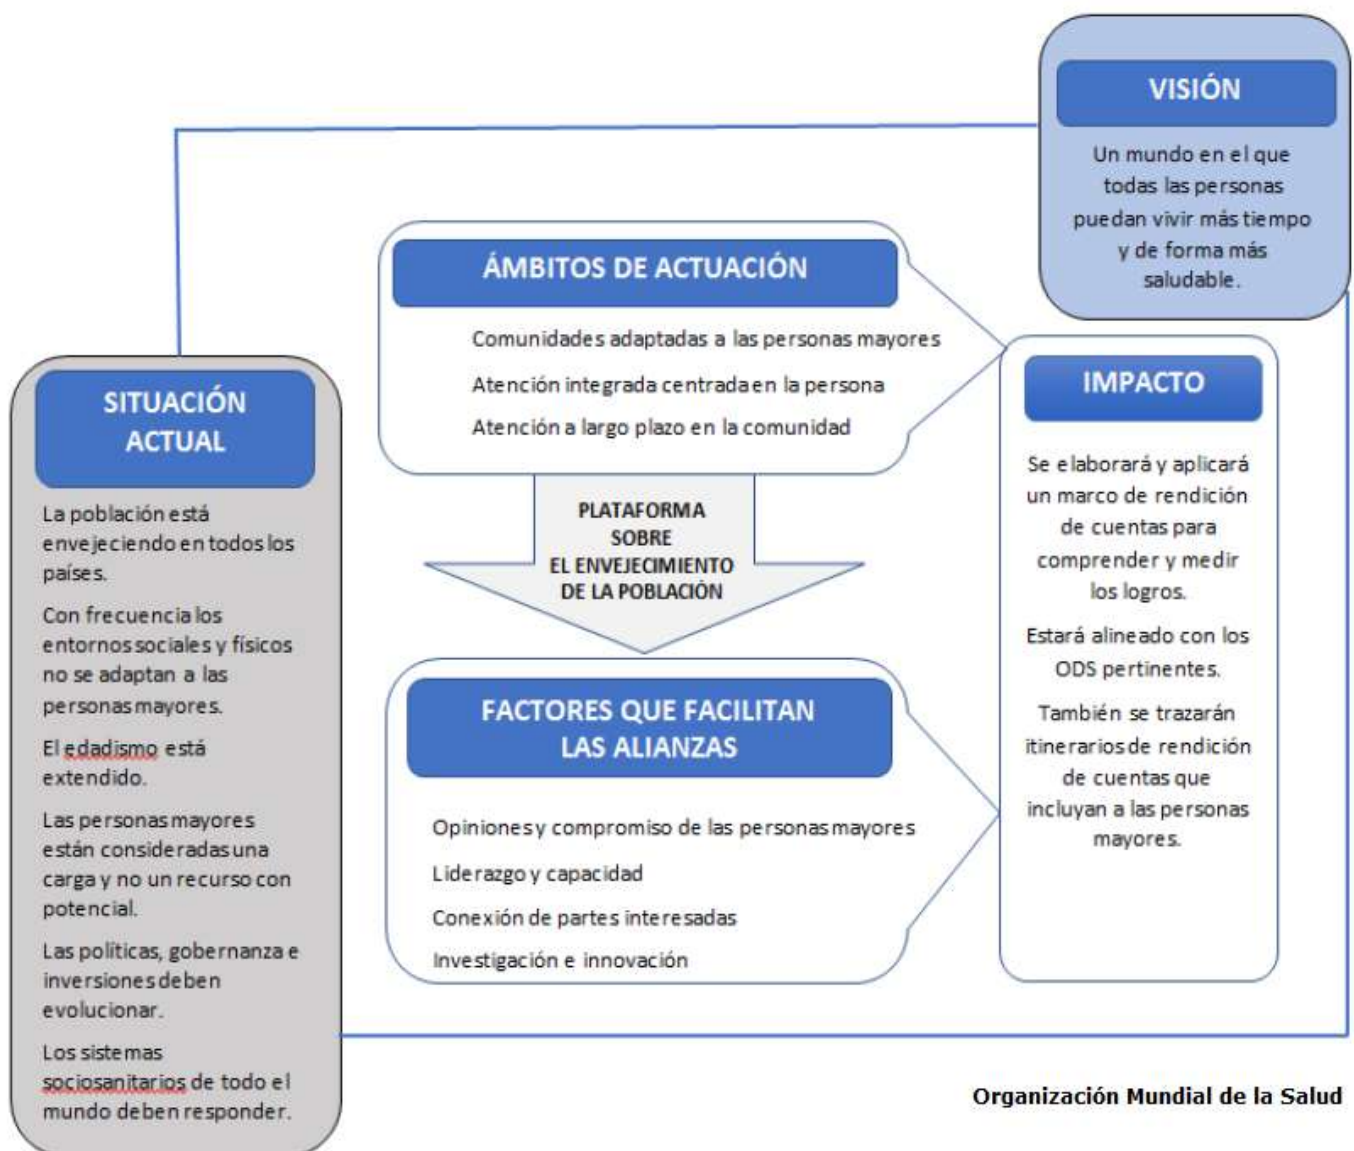 VISIÓN
Un mundo en el que
todas las personas
puedan vivir más tiempo
y de forma más
saludable.
ÁMBITOS DE ACTUACIÓN
Comunidades adaptadas a las personas mayores
Atención integrada centrada en la persona
Atención a largo plazo en la comunidad
SITUACIÓN
ACTUAL
La población está
envejeciendo en todos los
países.
Con frecuencia los
entornos sociales y físicos
no se adaptan a las
personas mayores.
El edadismo está
extendido.
Las personas mayores
están consideradas una
carga y no un recurso con
potencial.
Las políticas, gobernanza e
inversiones deben
evolucionar.
Los sistemas
sociosanitarios de todo el
mundo deben responder.
PLATAFORMA
SOBRE
EL ENVEJECIMIENTO
DE LA POBLACIÓN
FACTORES QUE FACILITAN
LAS ALIANZAS
Opiniones y compromiso de las personas mayores
Liderazgo y capacidad
Conexión de partes interesadas
Investigación e innovación
IMPACTO
Se elaborará y aplicará
un marco de rendición
de cuentas para
comprender y medir
los logros.
Estará alineado con los
ODS pertinentes.
También se trazarán
itinerarios de rendición
de cuentas que
incluyan a las personas
mayores.
Organización Mundial de la Salud